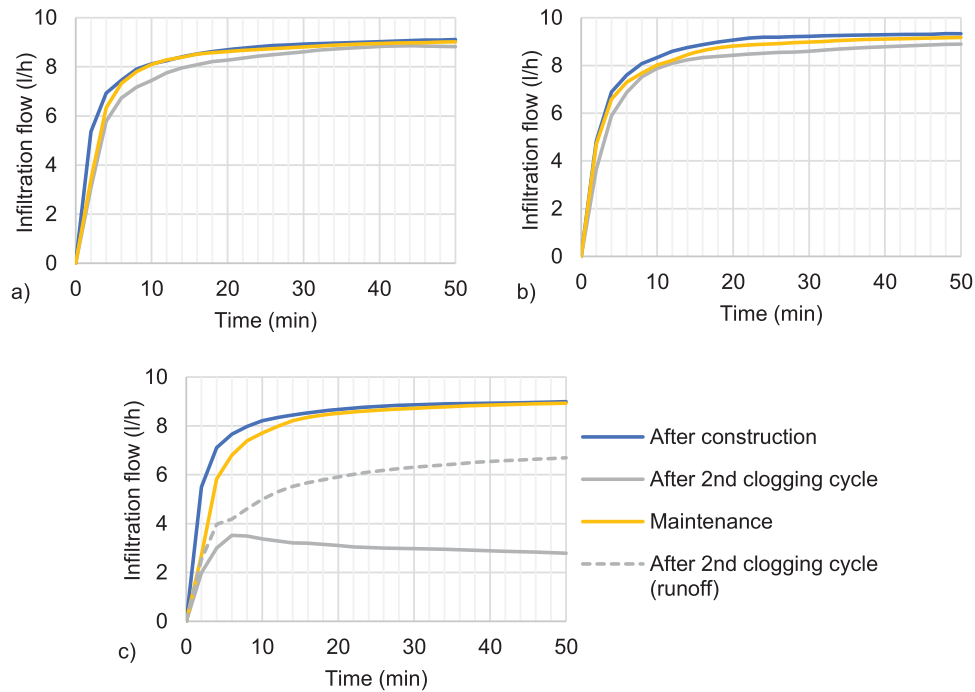 10
8
6
4
2
0
Infiltration flow (l/h)
0 10 20 30 40 50
Time (min)
a)
10
8
6
4
2
0
Infiltration flow (l/h)
0 10 20 30 40 50
Time (min)
b)
10
8
6
4
2
0
Infiltration flow (l/h)
0 10 20 30 40 50
Time (min)
c)
After construction
After 2nd clogging cycle
Maintenance
After 2nd clogging cycle
(runoff)